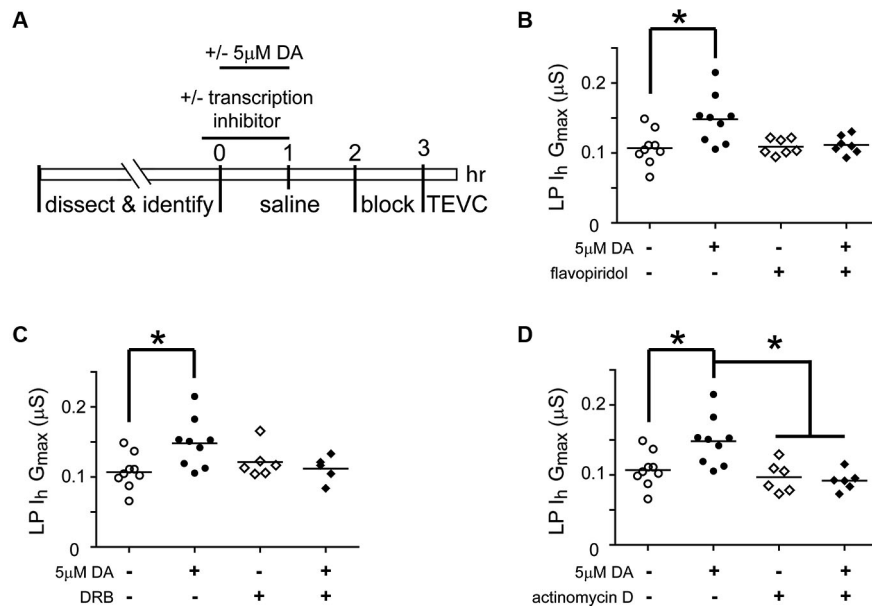 A
+/- 5μM DA
+/- transcription
inhibitor
0 1 2 3
hr
dissect & identify saline block TEVC
B
*
LP Ih Gmax (μS)
0.2
0.1
0
5μM DA - + - +
flavopiridol - - + +
C
*
LP Ih Gmax (μS)
0.2
0.1
0
5μM DA - + - +
DRB - - + +
D
* *
LP Ih Gmax (μS)
0.2
0.1
0
5μM DA - + - +
actinomycin D - - + +